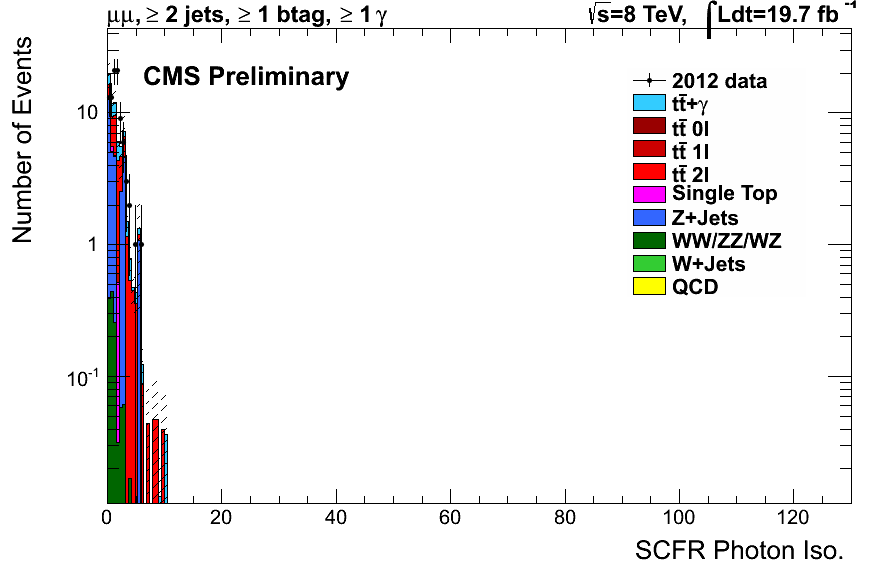 μμ, ≥ 2 jets, ≥ 1 btag, ≥ 1 γ
√s=8 TeV, ∫Ldt=19.7 fb⁻¹
CMS Preliminary
Number of Events
10
1
10⁻¹
2012 data
tt̄+γ
tt̄ 0l
tt̄ 1l
tt̄ 2l
Single Top
Z+Jets
WW/ZZ/WZ
W+Jets
QCD
0 20 40 60 80 100 120
SCFR Photon Iso.